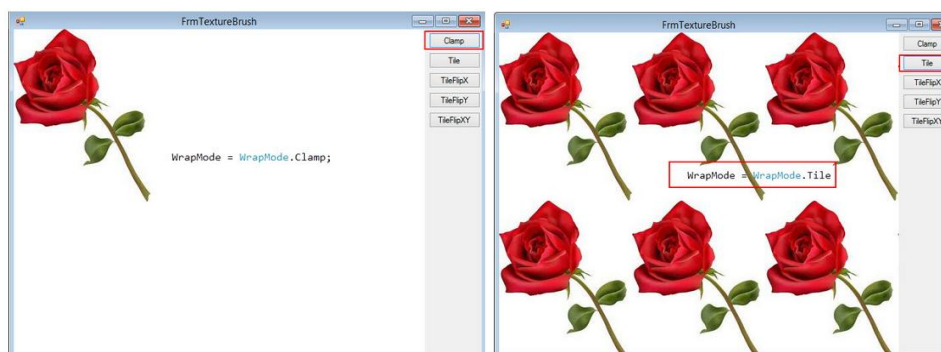 FrmTextureBrush
Clamp
Tile
TileFlipX
TileFlipY
TileFlipXY
WrapMode = WrapMode.Clamp;
FrmTextureBrush
Clamp
Tile
TileFlipX
TileFlipY
TileFlipXY
WrapMode = WrapMode.Tile